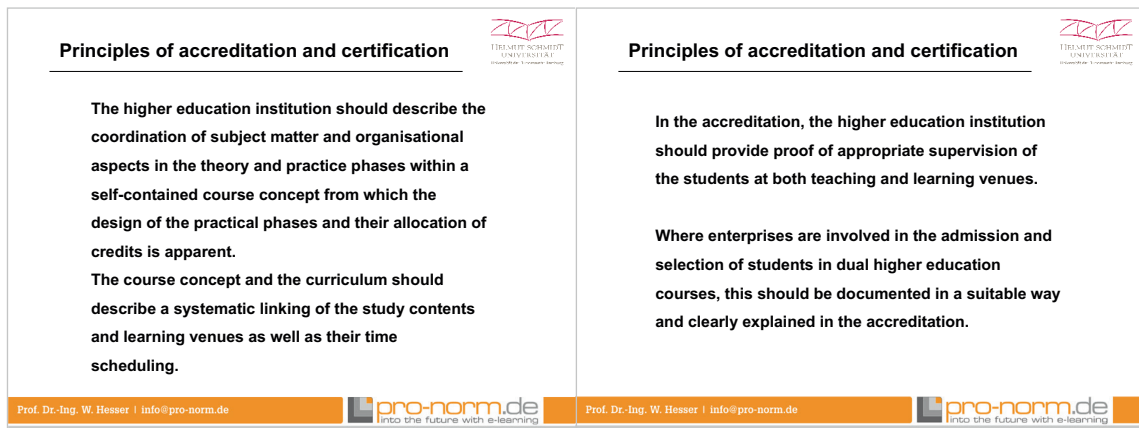 Principles of accreditation and certification
HELMUT SCHMIDT
UNIVERSITÄT
The higher education institution should describe the
coordination of subject matter and organisational
aspects in the theory and practice phases within a
self-contained course concept from which the
design of the practical phases and their allocation of
credits is apparent.
The course concept and the curriculum should
describe a systematic linking of the study contents
and learning venues as well as their time
scheduling.
Prof. Dr.-Ing. W. Hesser | info@pro-norm.de
pro-norm.de
into the future with e-learning
Principles of accreditation and certification
HELMUT SCHMIDT
UNIVERSITÄT
In the accreditation, the higher education institution
should provide proof of appropriate supervision of
the students at both teaching and learning venues.
Where enterprises are involved in the admission and
selection of students in dual higher education
courses, this should be documented in a suitable way
and clearly explained in the accreditation.
Prof. Dr.-Ing. W. Hesser | info@pro-norm.de
pro-norm.de
into the future with e-learning